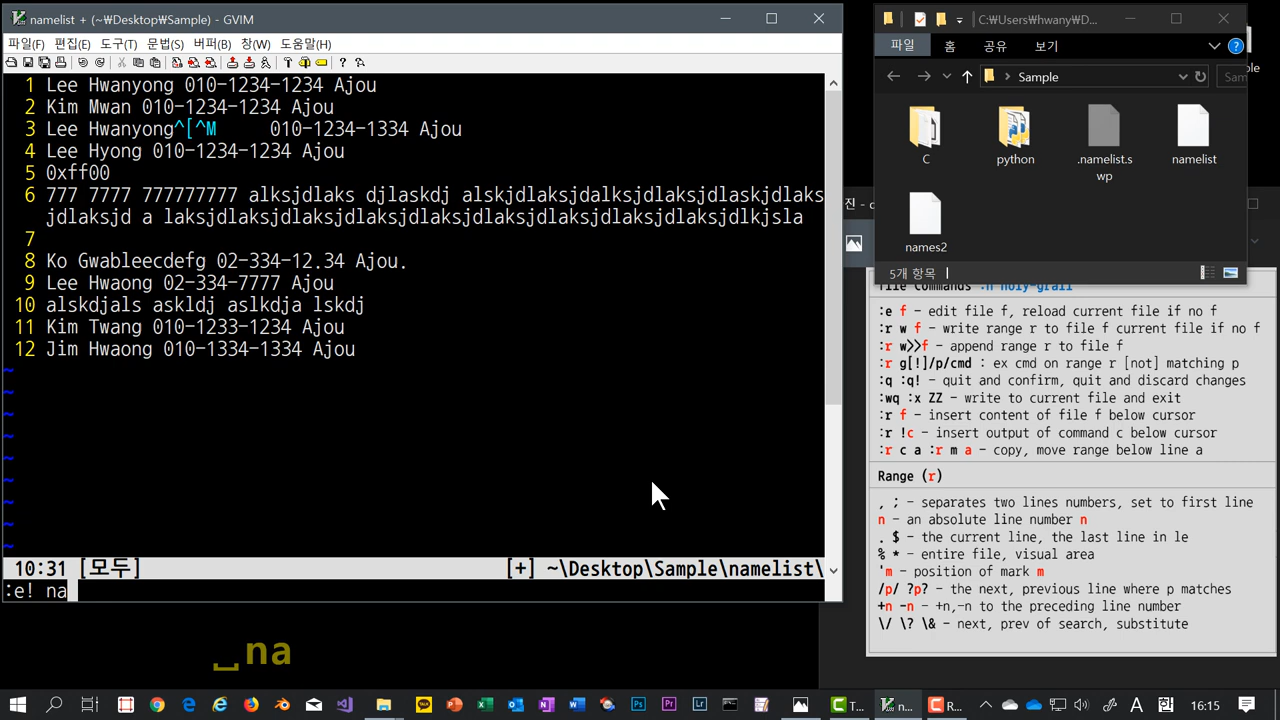 namelist + (~₩Desktop₩Sample) - GVIM
파일(F) 편집(E) 도구(T) 문법(S) 버퍼(B) 창(W) 도움말(H)
1 Lee Hwanyong 010-1234-1234 Ajou
2 Kim Mwan 010-1234-1234 Ajou
3 Lee Hwanyong^[^M 010-1234-1334 Ajou
4 Lee Hyong 010-1234-1234 Ajou
5 0xff00
6 777 7777 777777777 alksjdlaks djlaskdj alskjdlaksjdalksjdlaksjdlaskjdlaks
jdlaksjd a laksjdlaksjdlaksjdlaksjdlaksjdlaksjdlaksjdlaksjdlaksjdlkjsla
7
8 Ko Gwableecdefg 02-334-12.34 Ajou.
9 Lee Hwaong 02-334-7777 Ajou
10 alskdjals askldj aslkdja lskdj
11 Kim Twang 010-1233-1234 Ajou
12 Jim Hwaong 010-1334-1334 Ajou
~
~
~
~
~
~
~
~
~
10:31 [모두] [+] ~\Desktop\Sample\namelist\
:e! na
␣na
C:₩Users₩hwany₩D...
파일 홈 공유 보기
Sample
Sam
C
python
.namelist.s
wp
namelist
names2
5개 항목
File Commands :h holy-grail
:e f - edit file f, reload current file if no f
:r w f - write range r to file f current file if no f
:r w>>f - append range r to file f
:r g[!]/p/cmd : ex cmd on range r [not] matching p
:q :q! - quit and confirm, quit and discard changes
:wq :x ZZ - write to current file and exit
:r f - insert content of file f below cursor
:r !c - insert output of command c below cursor
:r c a :r m a - copy, move range below line a
Range (r)
, ; - separates two lines numbers, set to first line
n - an absolute line number n
. $ - the current line, the last line in le
% * - entire file, visual area
'm - position of mark m
/p/ ?p? - the next, previous line where p matches
+n -n - +n,-n to the preceding line number
\/ \? \& - next, prev of search, substitute
T... n... R... A 16:15